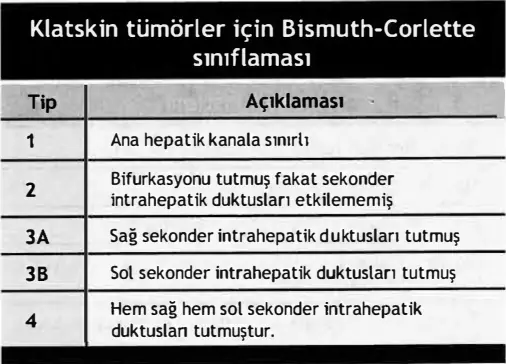 Klatskin tümörler için Bismuth-Corlette
sınıflaması
Tip Açıklaması
1 Ana hepatik kanala sınırlı
2 Bifurkasyonu tutmuş fakat sekonder
intrahepatik duktusları etkilememiş
3A Sağ sekonder intrahepatik duktusları tutmuş
3B Sol sekonder intrahepatik duktusları tutmuş
4 Hem sağ hem sol sekonder intrahepatik
duktusları tutmuştur.